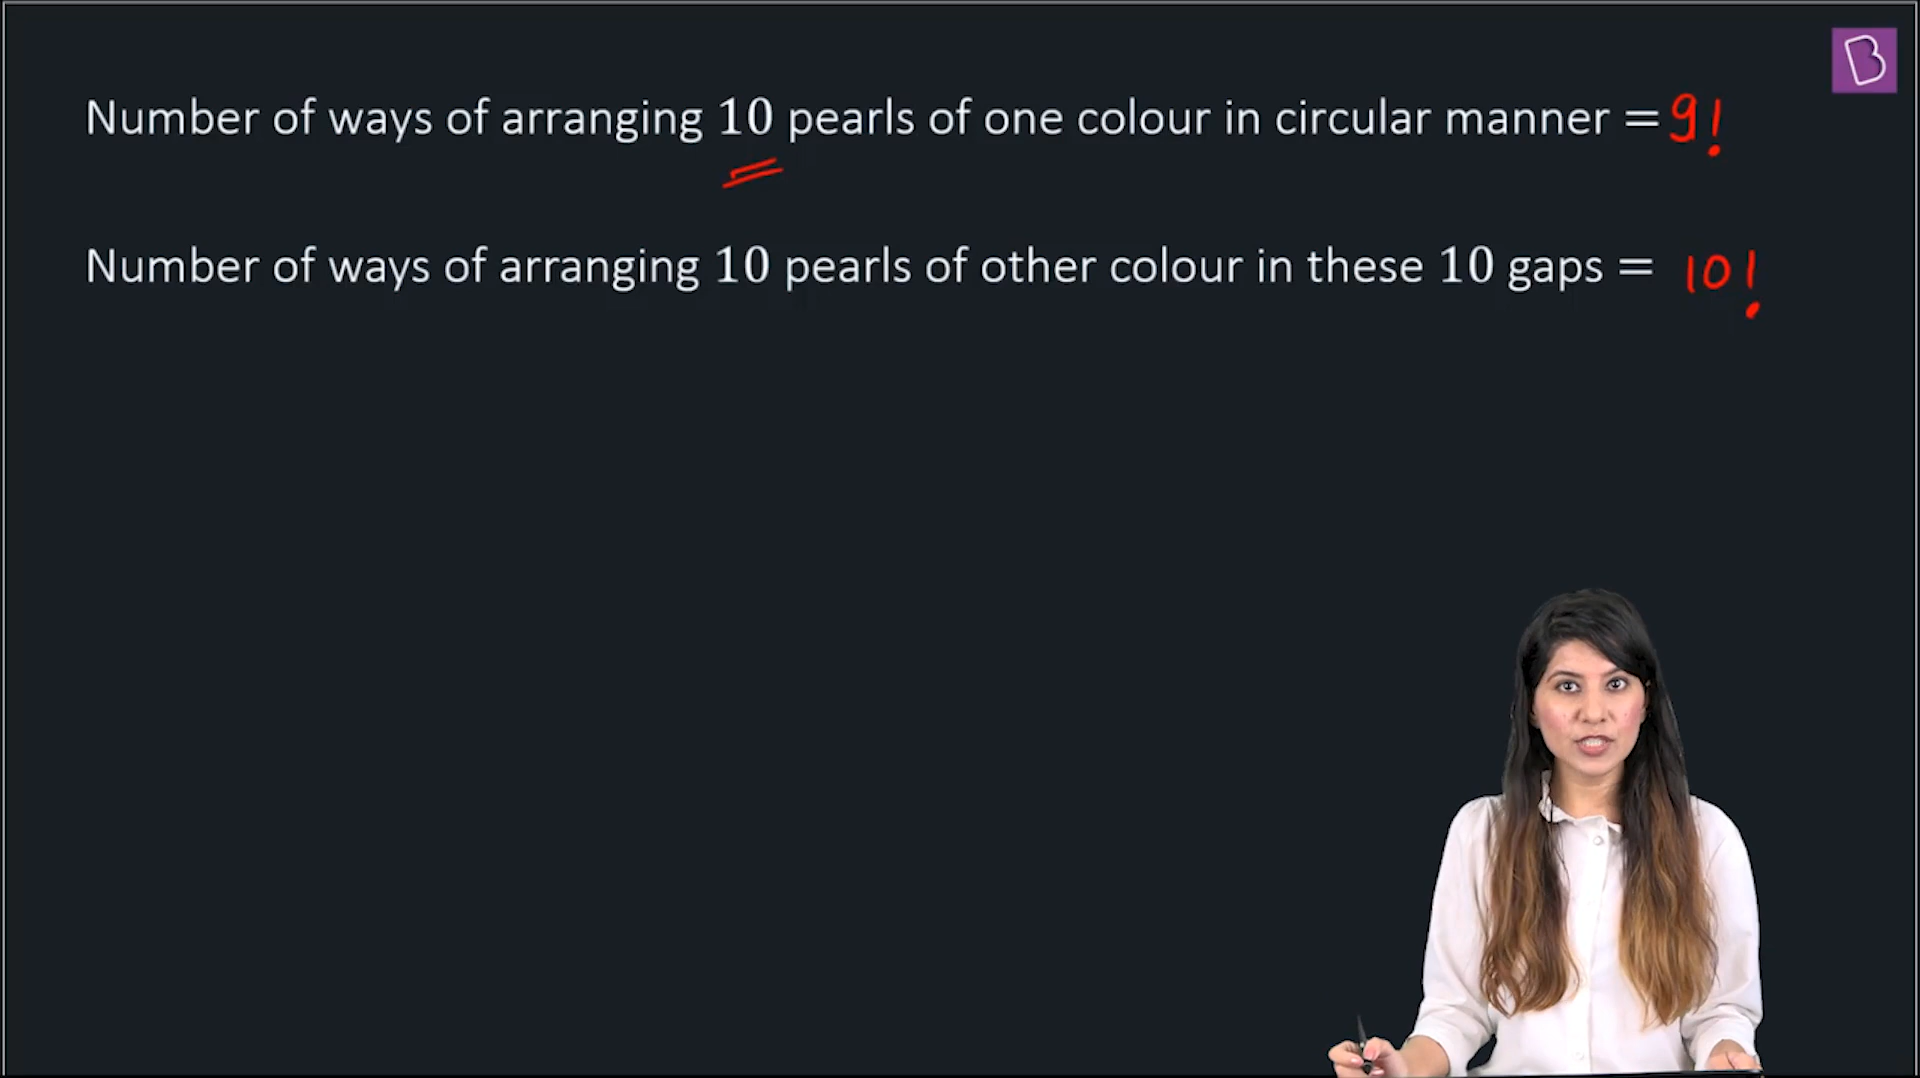 B
Number of ways of arranging 10 pearls of one colour in circular manner = 9!
Number of ways of arranging 10 pearls of other colour in these 10 gaps = 10!